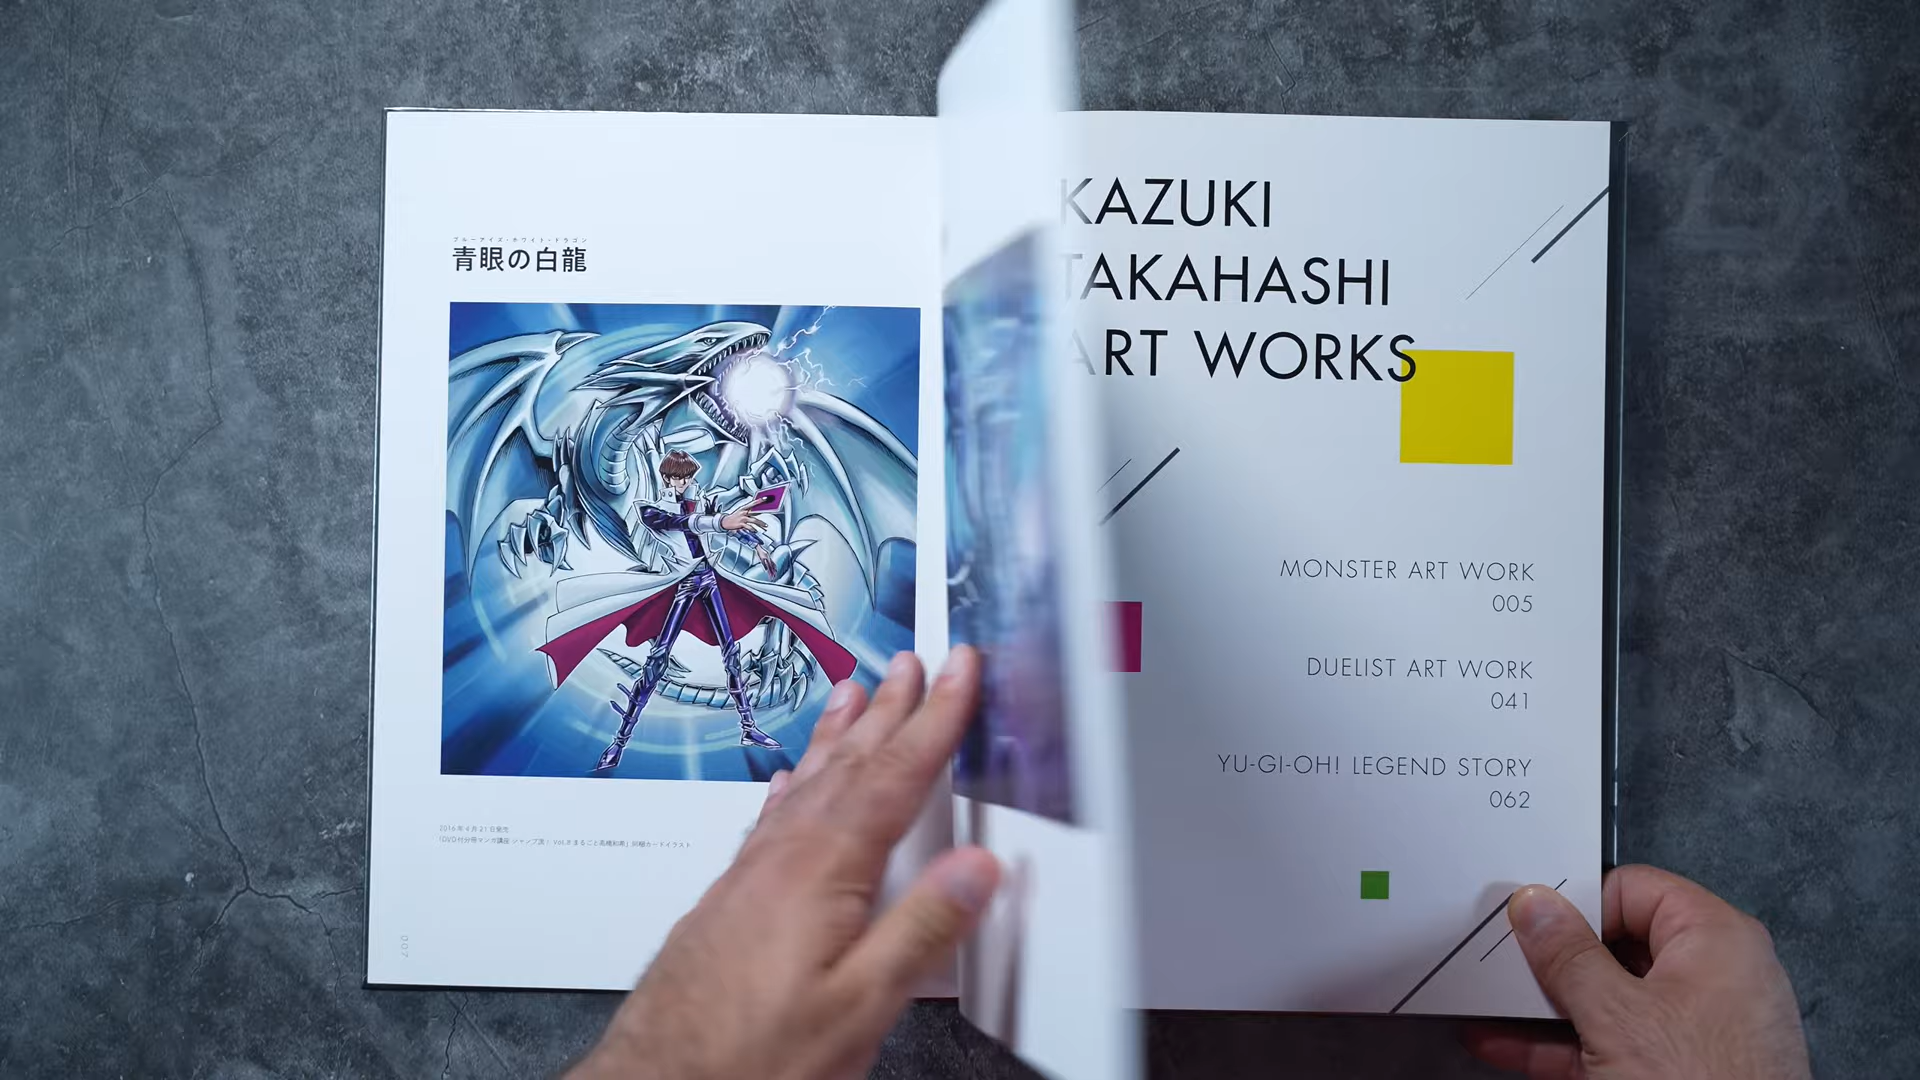 ブルーアイズ・ホワイト・ドラゴン
青眼の白龍
2016年4月21日発売
「DVD付分冊マンガ講座 ジャンプ流! Vol.8 まるごと高橋和希」同梱カードイラスト
007
KAZUKI
TAKAHASHI
ART WORKS
MONSTER ART WORK
005
DUELIST ART WORK
041
YU-GI-OH! LEGEND STORY
062